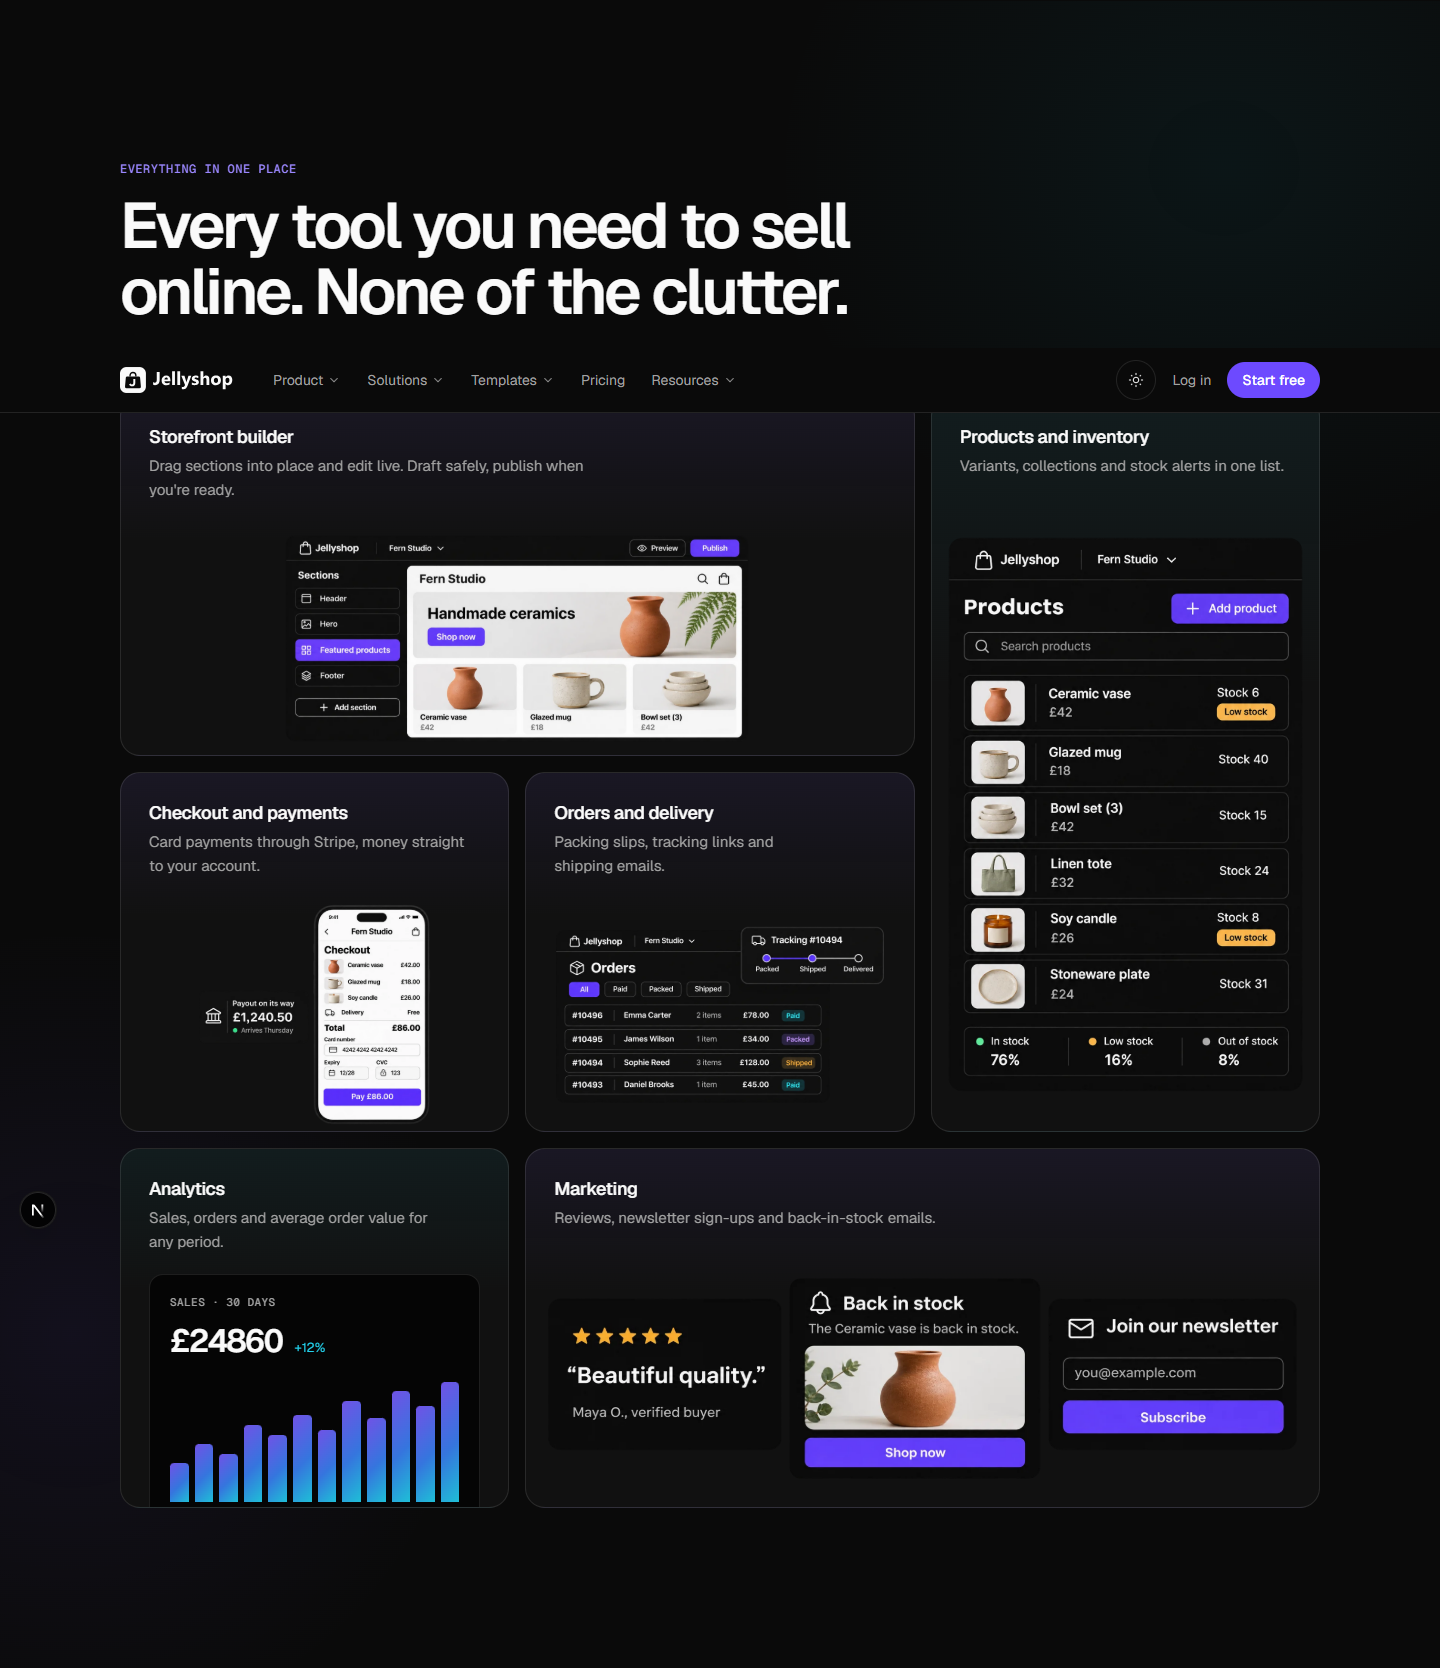 EVERYTHING IN ONE PLACE
Every tool you need to sell
online. None of the clutter.
Jellyshop
Product
Solutions
Templates
Pricing
Resources
Log in
Start free
Storefront builder
Drag sections into place and edit live. Draft safely, publish when
you're ready.
Jellyshop
Fern Studio
Preview
Publish
Sections
Header
Hero
Featured products
Footer
Add section
Fern Studio
Handmade ceramics
Shop now
Ceramic vase
£42
Glazed mug
£18
Bowl set (3)
£42
Products and inventory
Variants, collections and stock alerts in one list.
Jellyshop
Fern Studio
Products
Add product
Search products
Ceramic vase
£42
Stock 6
Low stock
Glazed mug
£18
Stock 40
Bowl set (3)
£42
Stock 15
Linen tote
£32
Stock 24
Soy candle
£26
Stock 8
Low stock
Stoneware plate
£24
Stock 31
In stock
76%
Low stock
16%
Out of stock
8%
Checkout and payments
Card payments through Stripe, money straight
to your account.
Payout on its way
£1,240.50
Arrives Thursday
9:41
Fern Studio
Checkout
Ceramic vase £42.00
Glazed mug £18.00
Soy candle £26.00
Delivery Free
Total £86.00
Card number
4242 4242 4242 4242
Expiry
12/28
CVC
123
Pay £86.00
Orders and delivery
Packing slips, tracking links and
shipping emails.
Jellyshop
Fern Studio
Orders
All
Paid
Packed
Shipped
Tracking #10494
Packed
Shipped
Delivered
#10496 Emma Carter 2 items £78.00 Paid
#10495 James Wilson 1 item £34.00 Packed
#10494 Sophie Reed 3 items £128.00 Shipped
#10493 Daniel Brooks 1 item £45.00 Paid
Analytics
Sales, orders and average order value for
any period.
SALES · 30 DAYS
£24860 +12%
Marketing
Reviews, newsletter sign-ups and back-in-stock emails.
“Beautiful quality.”
Maya O., verified buyer
Back in stock
The Ceramic vase is back in stock.
Shop now
Join our newsletter
you@example.com
Subscribe
N